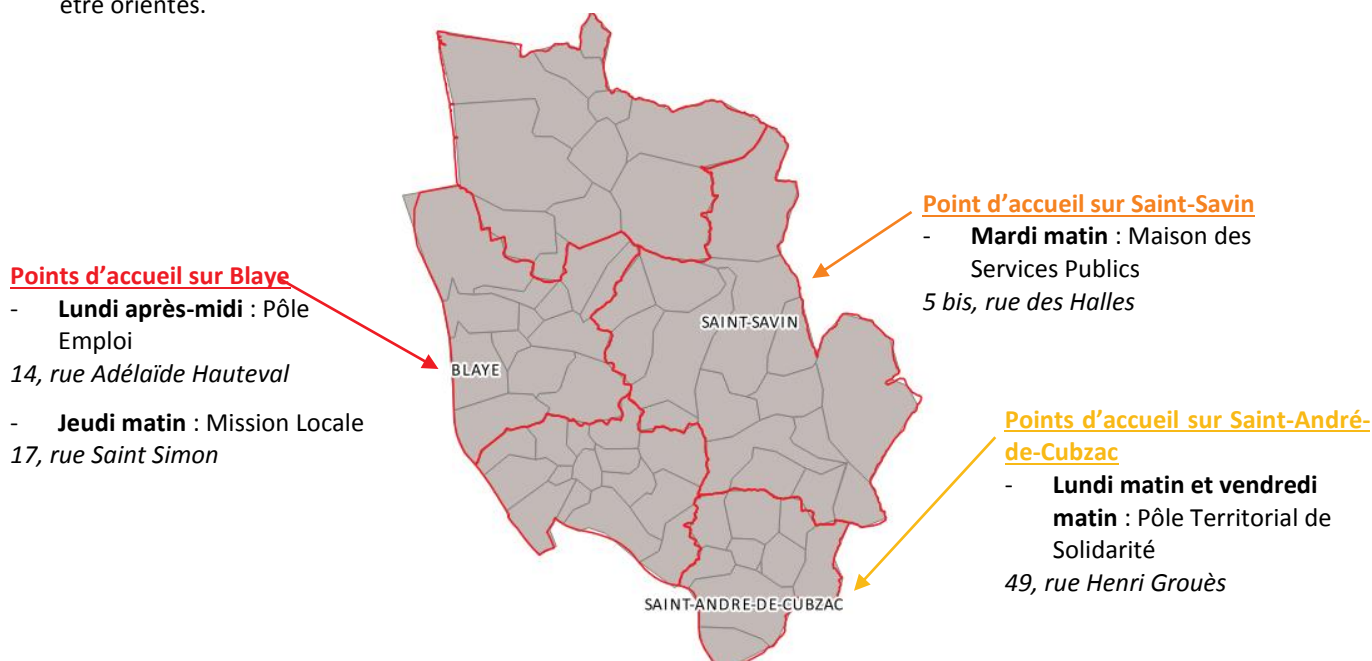 être orientés.
Points d'accueil sur Blaye
- Lundi après-midi : Pôle
Emploi
14, rue Adélaïde Hauteval
- Jeudi matin : Mission Locale
17, rue Saint Simon
SAINT-SAVIN
BLAYE
SAINT-ANDRE-DE-CUBZAC
Point d'accueil sur Saint-Savin
- Mardi matin : Maison des
Services Publics
5 bis, rue des Halles
Points d'accueil sur Saint-André-
de-Cubzac
- Lundi matin et vendredi
matin : Pôle Territorial de
Solidarité
49, rue Henri Grouès